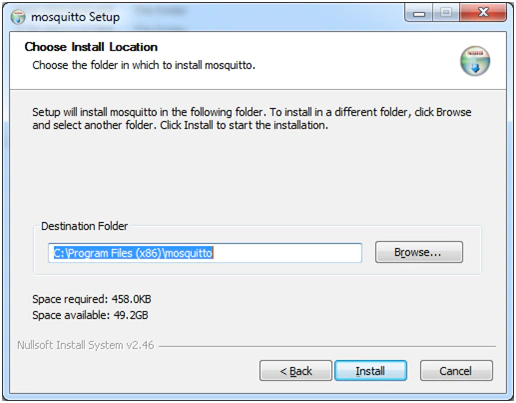 mosquitto Setup
Choose Install Location
Choose the folder in which to install mosquitto.
Setup will install mosquitto in the following folder. To install in a different folder, click Browse
and select another folder. Click Install to start the installation.
Destination Folder
C:\Program Files (x86)\mosquitto
Browse...
Space required: 458.0KB
Space available: 49.2GB
Nullsoft Install System v2.46
< Back
Install
Cancel